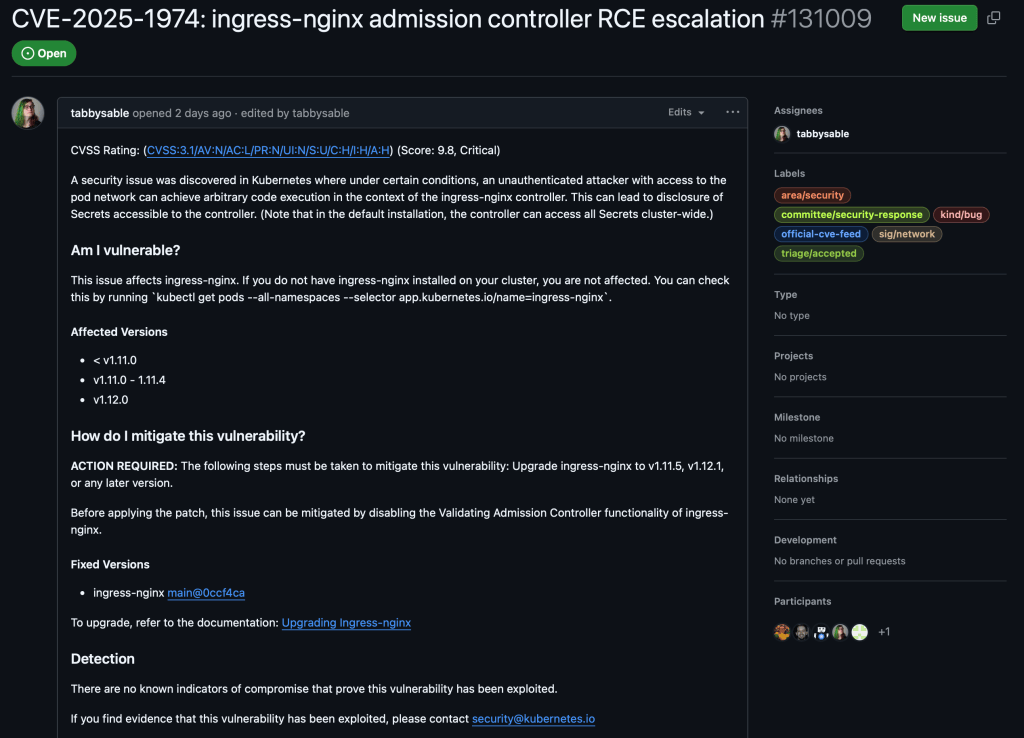 CVE-2025-1974: ingress-nginx admission controller RCE escalation #131009
New issue
Open
tabbysable opened 2 days ago · edited by tabbysable
Edits
CVSS Rating: (CVSS:3.1/AV:N/AC:L/PR:N/UI:N/S:U/C:H/I:H/A:H) (Score: 9.8, Critical)
A security issue was discovered in Kubernetes where under certain conditions, an unauthenticated attacker with access to the
pod network can achieve arbitrary code execution in the context of the ingress-nginx controller. This can lead to disclosure of
Secrets accessible to the controller. (Note that in the default installation, the controller can access all Secrets cluster-wide.)
Am I vulnerable?
This issue affects ingress-nginx. If you do not have ingress-nginx installed on your cluster, you are not affected. You can check
this by running `kubectl get pods --all-namespaces --selector app.kubernetes.io/name=ingress-nginx`.
Affected Versions
• < v1.11.0
• v1.11.0 - 1.11.4
• v1.12.0
How do I mitigate this vulnerability?
ACTION REQUIRED: The following steps must be taken to mitigate this vulnerability: Upgrade ingress-nginx to v1.11.5, v1.12.1,
or any later version.
Before applying the patch, this issue can be mitigated by disabling the Validating Admission Controller functionality of ingress-
nginx.
Fixed Versions
• ingress-nginx main@0ccf4ca
To upgrade, refer to the documentation: Upgrading Ingress-nginx
Detection
There are no known indicators of compromise that prove this vulnerability has been exploited.
If you find evidence that this vulnerability has been exploited, please contact security@kubernetes.io
Assignees
tabbysable
Labels
area/security
committee/security-response kind/bug
official-cve-feed sig/network
triage/accepted
Type
No type
Projects
No projects
Milestone
No milestone
Relationships
None yet
Development
No branches or pull requests
Participants
+1